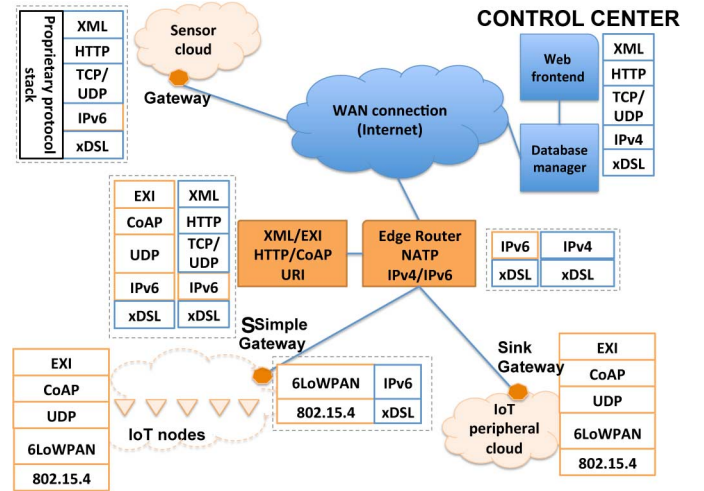 CONTROL CENTER
Proprietary protocol
stack
XML
HTTP
TCP/
UDP
IPv6
xDSL
Sensor
cloud
Gateway
WAN connection
(Internet)
Web
frontend
Database
manager
XML
HTTP
TCP/
UDP
IPv4
xDSL
EXI
CoAP
UDP
IPv6
xDSL
XML
HTTP
TCP/
UDP
IPv6
xDSL
XML/EXI
HTTP/CoAP
URI
Edge Router
NATP
IPv4/IPv6
IPv6 IPv4
xDSL xDSL
SSimple
Gateway
EXI
CoAP
UDP
6LoWPAN
802.15.4
IoT nodes
6LoWPAN IPv6
802.15.4 xDSL
Sink
Gateway
IoT
peripheral
cloud
EXI
CoAP
UDP
6LoWPAN
802.15.4